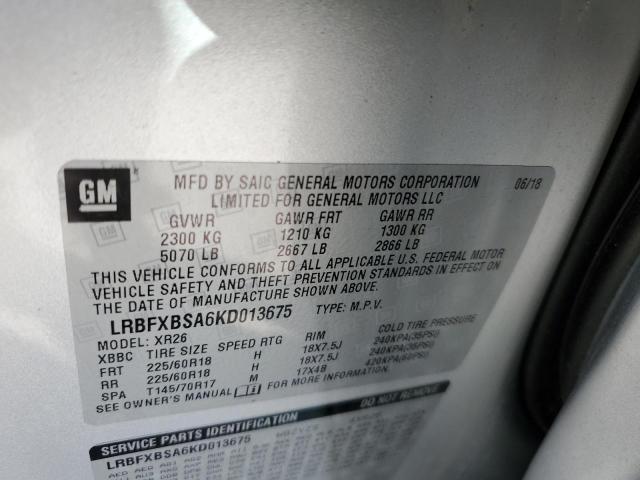 GM
MFD BY SAIC GENERAL MOTORS CORPORATION 06/18
LIMITED FOR GENERAL MOTORS LLC
GVWR GAWR FRT GAWR RR
2300 KG 1210 KG 1300 KG
5070 LB 2667 LB 2866 LB
THIS VEHICLE CONFORMS TO ALL APPLICABLE U.S. FEDERAL MOTOR
VEHICLE SAFETY AND THEFT PREVENTION STANDARDS IN EFFECT ON
THE DATE OF MANUFACTURE SHOWN ABOVE.
LRBFXBSA6KD013675 TYPE: M.P.V.
MODEL: XR26
XBBC TIRE SIZE SPEED RTG RIM COLD TIRE PRESSURE
FRT 225/60R18 H 18X7.5J 240KPA(35PSI)
RR 225/60R18 H 18X7.5J 240KPA(35PSI)
SPA T145/70R17 M 17X4B 420KPA(60PSI)
SEE OWNER'S MANUAL FOR MORE INFORMATION.
SERVICE PARTS IDENTIFICATION DO NOT REMOVE
LRBFXBSA6KD013675